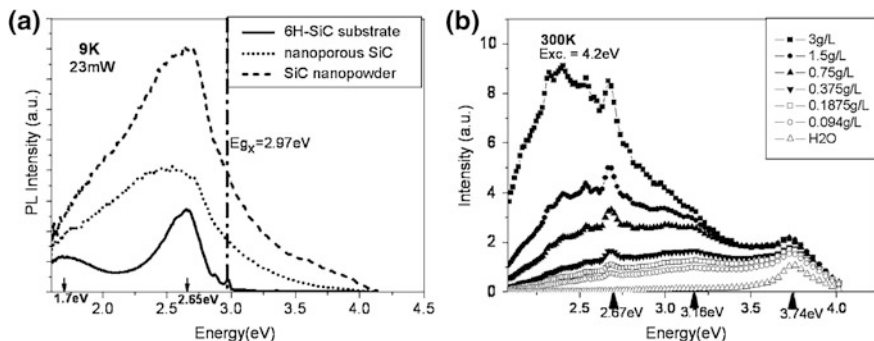 (a)
9K
23mW
6H-SiC substrate
nanoporous SiC
SiC nanopowder
Egx=2.97eV
PL Intensity (a.u.)
1.7eV
2.65eV
2.0
2.5
3.0
3.5
4.0
4.5
Energy(eV)
(b)
300K
Exc. = 4.2eV
3g/L
1.5g/L
0.75g/L
0.375g/L
0.1875g/L
0.094g/L
H2O
Intensity (a.u.)
10
8
6
4
2
0
2.5
3.0
3.5
4.0
2.67eV
3.16eV
3.74eV
Energy(eV)